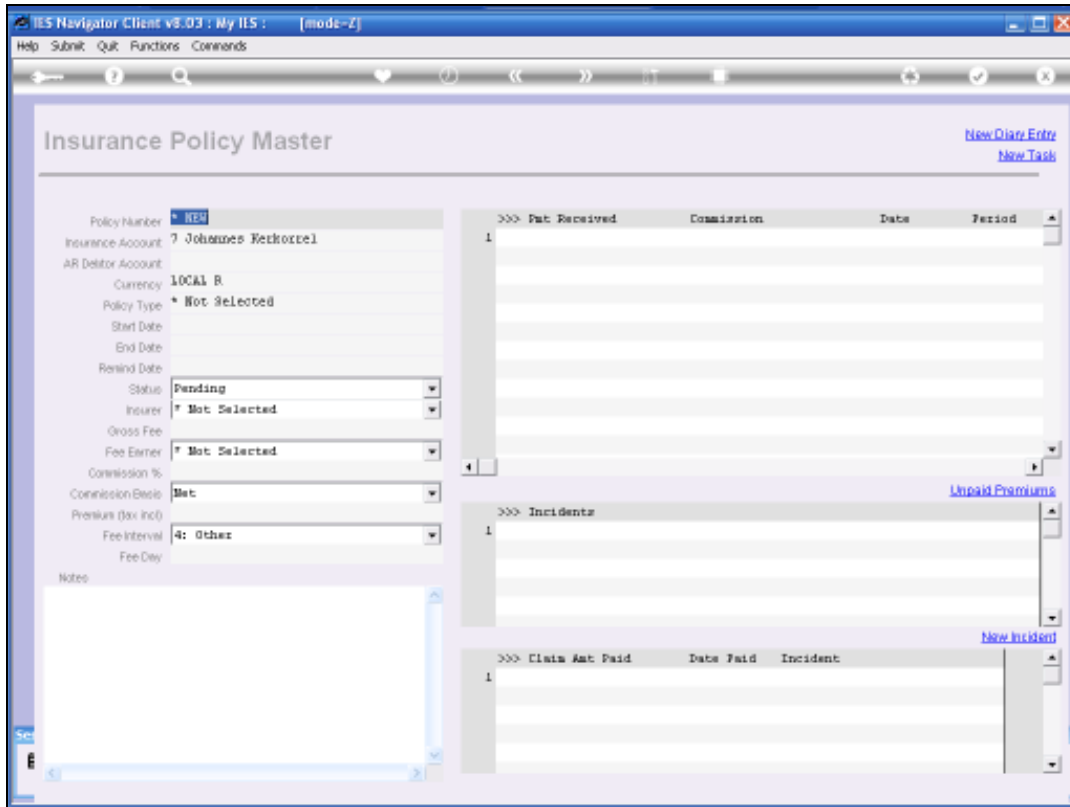 IES Navigator Client v8.03 : My IES : [mode=Z]
Help Submit Quit Functions Commands
Insurance Policy Master
New Diary Entry
New Task
Policy Number * NEW
Insurance Account 7 Johannes Kerkorrel
AR Debtor Account
Currency LOCAL R
Policy Type * Not Selected
Start Date
End Date
Remind Date
Status Pending
Insurer * Not Selected
Gross Fee
Fee Earner * Not Selected
Commission %
Commission Basis Net
Premium (tax incl)
Fee Interval 4: Other
Fee Day
Notes
>>> Pmt Received Commission Date Period
1
Unpaid Premiums
>>> Incidents
1
New Incident
>>> Claim Amt Paid Date Paid Incident
1